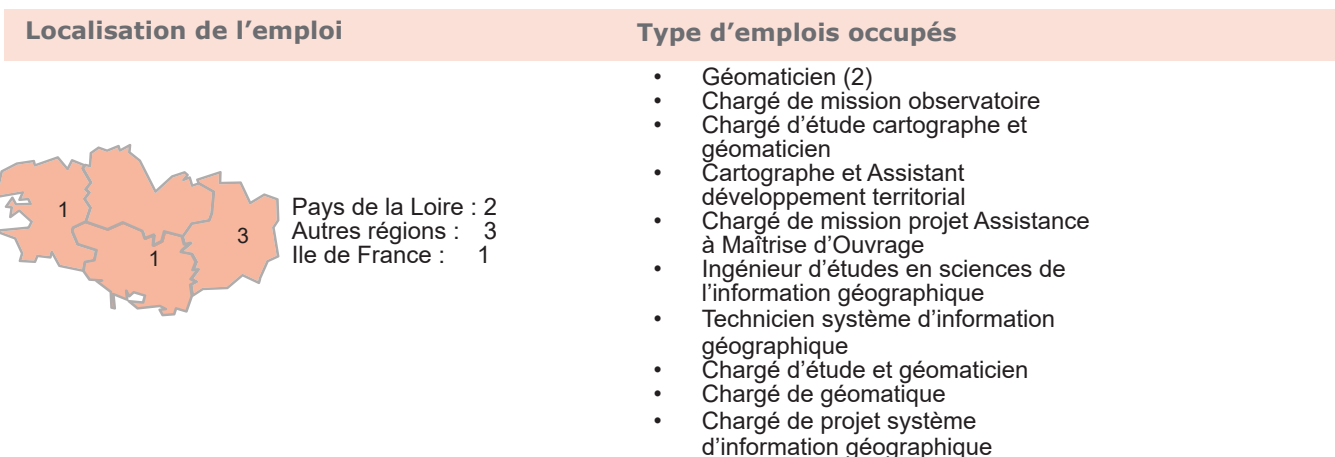 Localisation de l’emploi
1
1
3
Pays de la Loire : 2
Autres régions : 3
Ile de France : 1
Type d’emplois occupés
• Géomaticien (2)
• Chargé de mission observatoire
• Chargé d’étude cartographe et
géomaticien
• Cartographe et Assistant
développement territorial
• Chargé de mission projet Assistance
à Maîtrise d’Ouvrage
• Ingénieur d’études en sciences de
l’information géographique
• Technicien système d’information
géographique
• Chargé d’étude et géomaticien
• Chargé de géomatique
• Chargé de projet système
d’information géographique